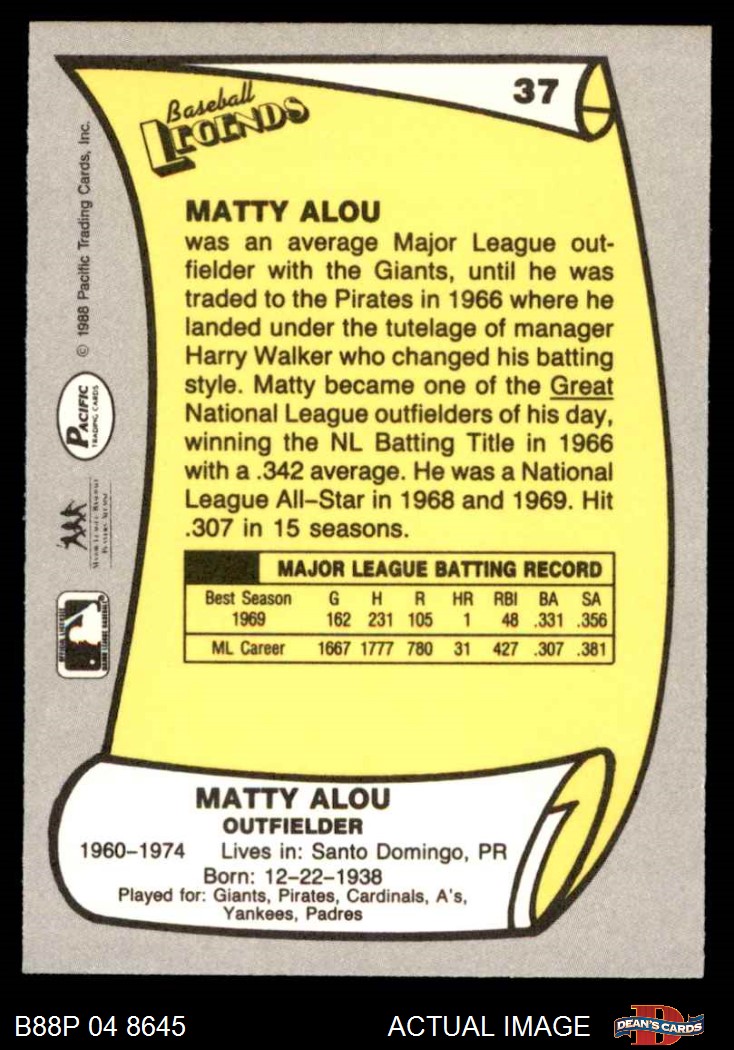 37
Baseball
LEGENDS
© 1988 Pacific Trading Cards, Inc.
PACIFIC
TRADING CARDS
MATTY ALOU
was an average Major League out-
fielder with the Giants, until he was
traded to the Pirates in 1966 where he
landed under the tutelage of manager
Harry Walker who changed his batting
style. Matty became one of the Great
National League outfielders of his day,
winning the NL Batting Title in 1966
with a .342 average. He was a National
League All-Star in 1968 and 1969. Hit
.307 in 15 seasons.
MAJOR LEAGUE BATTING RECORD
Best Season G H R HR RBI BA SA
1969 162 231 105 1 48 .331 .356
ML Career 1667 1777 780 31 427 .307 .381
MATTY ALOU
OUTFIELDER
1960-1974 Lives in: Santo Domingo, PR
Born: 12-22-1938
Played for: Giants, Pirates, Cardinals, A's,
Yankees, Padres
B88P 04 8645 ACTUAL IMAGE
DEAN'S CARDS